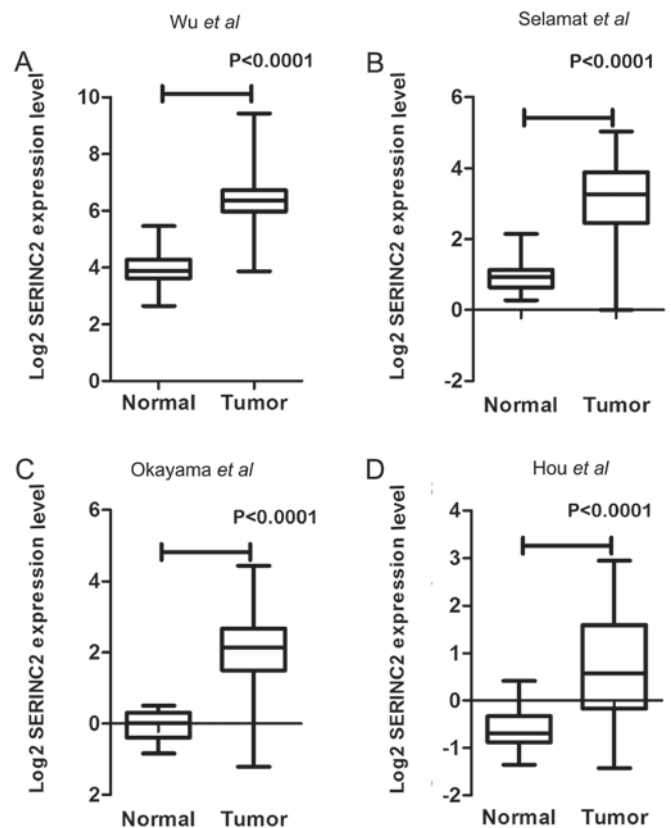 Wu et al
A
P<0.0001
Log2 SERINC2 expression level
10
8
6
4
2
0
Normal Tumor
Selamat et al
B
P<0.0001
Log2 SERINC2 expression level
6
4
2
0
-2
Normal Tumor
Okayama et al
C
P<0.0001
Log2 SERINC2 expression level
6
4
2
0
2
Normal Tumor
Hou et al
D
P<0.0001
Log2 SERINC2 expression level
4
3
2
1
0
-1
-2
Normal Tumor